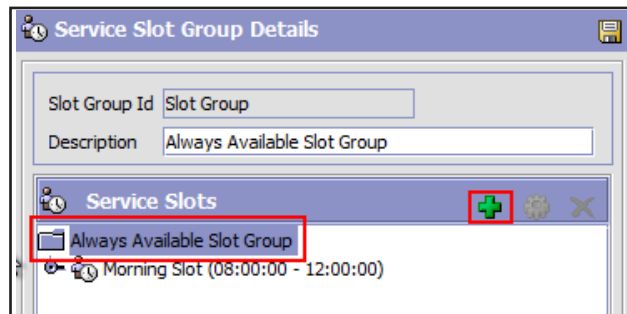 Service Slot Group Details
Slot Group Id Slot Group
Description Always Available Slot Group
Service Slots
Always Available Slot Group
Morning Slot (08:00:00 - 12:00:00)